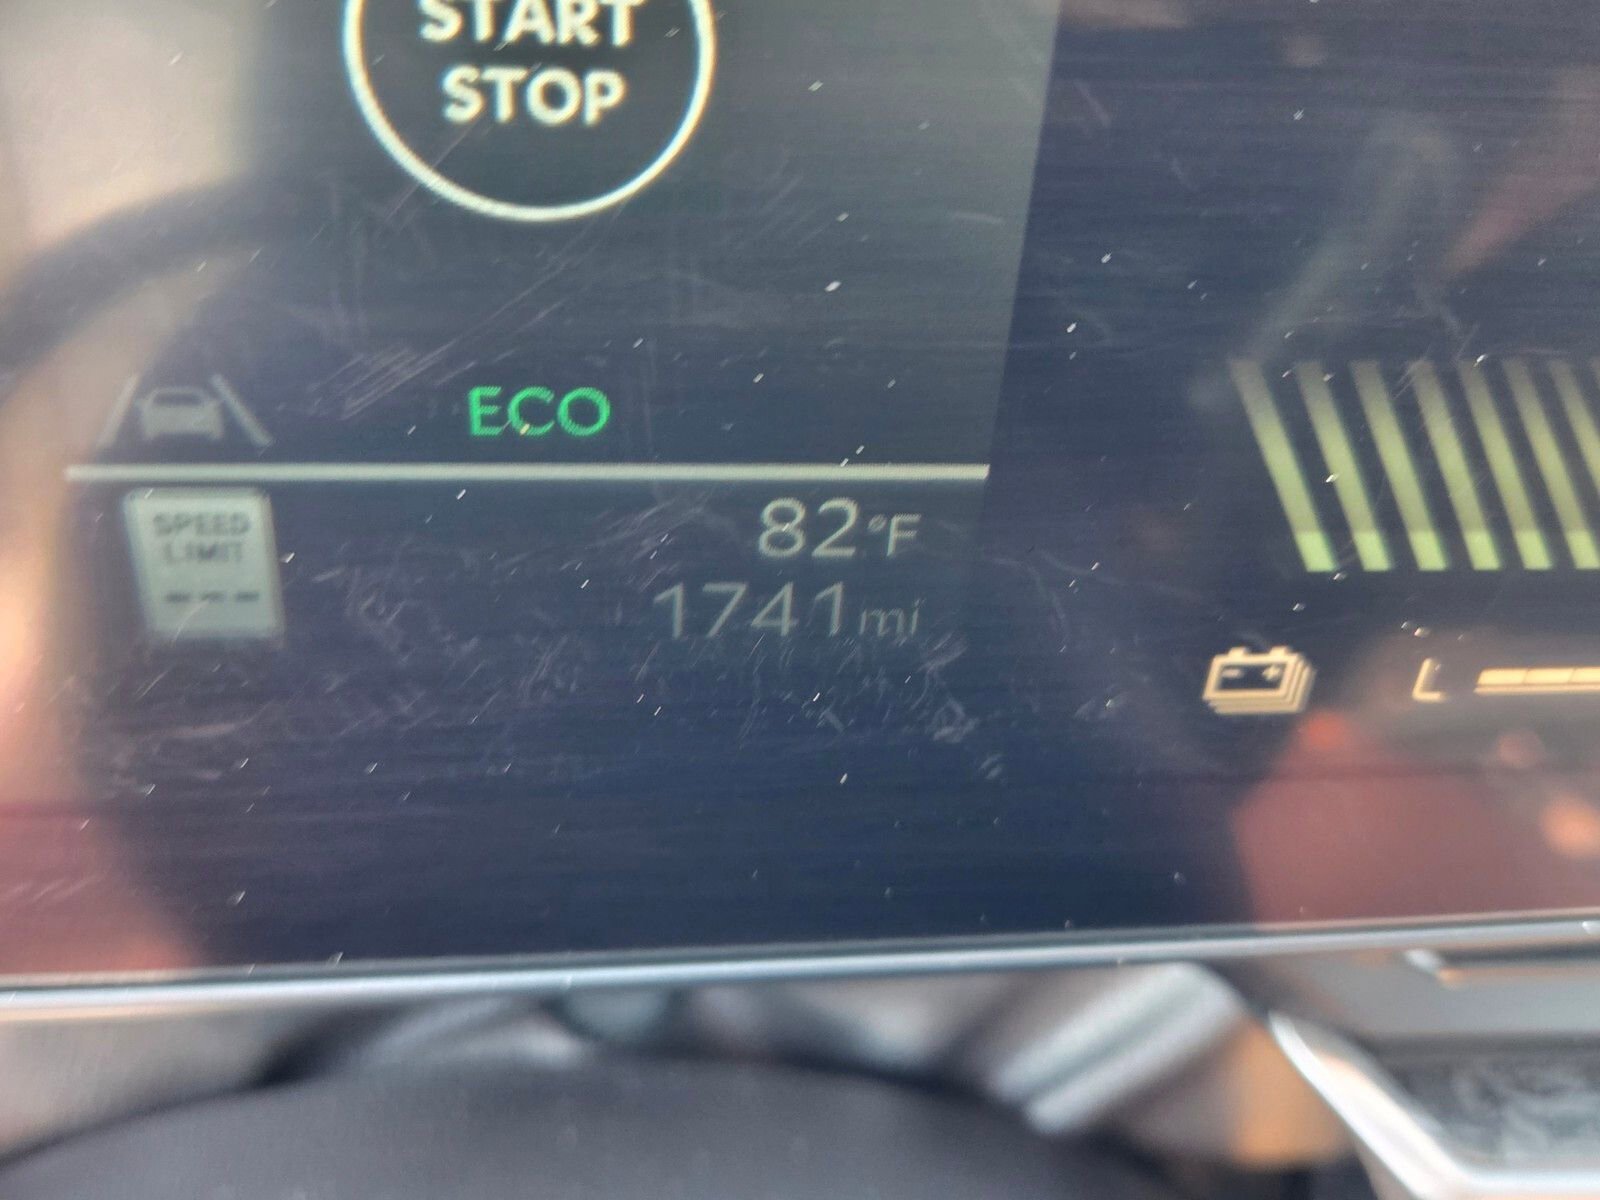 START
STOP
ECO
SPEED
LIMIT
---
82°F
1741mi
- +
L